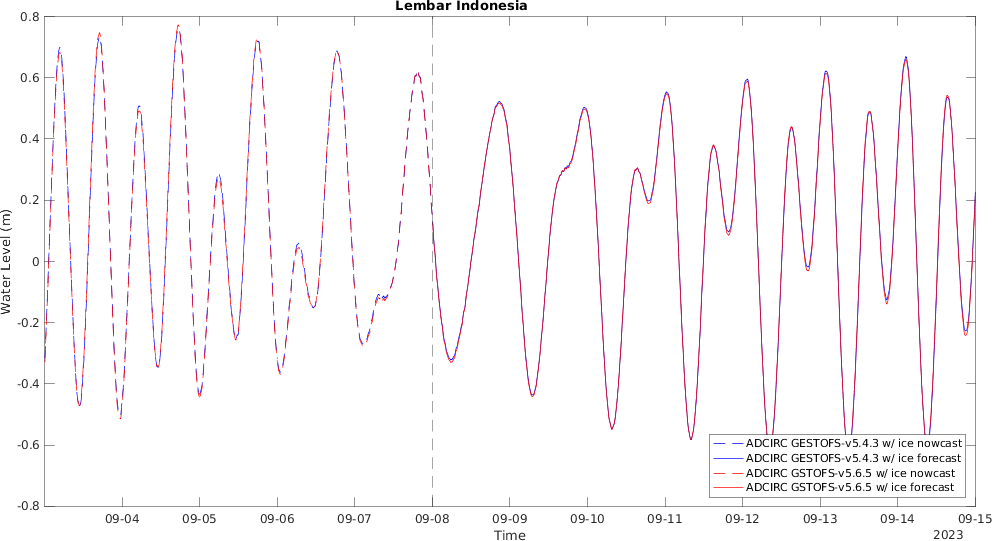 Lembar Indonesia
0.8
0.6
0.4
0.2
0
-0.2
-0.4
-0.6
-0.8
Water Level (m)
ADCIRC GESTOFS-v5.4.3 w/ ice nowcast
ADCIRC GESTOFS-v5.4.3 w/ ice forecast
ADCIRC GSTOFS-v5.6.5 w/ ice nowcast
ADCIRC GSTOFS-v5.6.5 w/ ice forecast
09-04 09-05 09-06 09-07 09-08 09-09 09-10 09-11 09-12 09-13 09-14 09-15
Time
2023